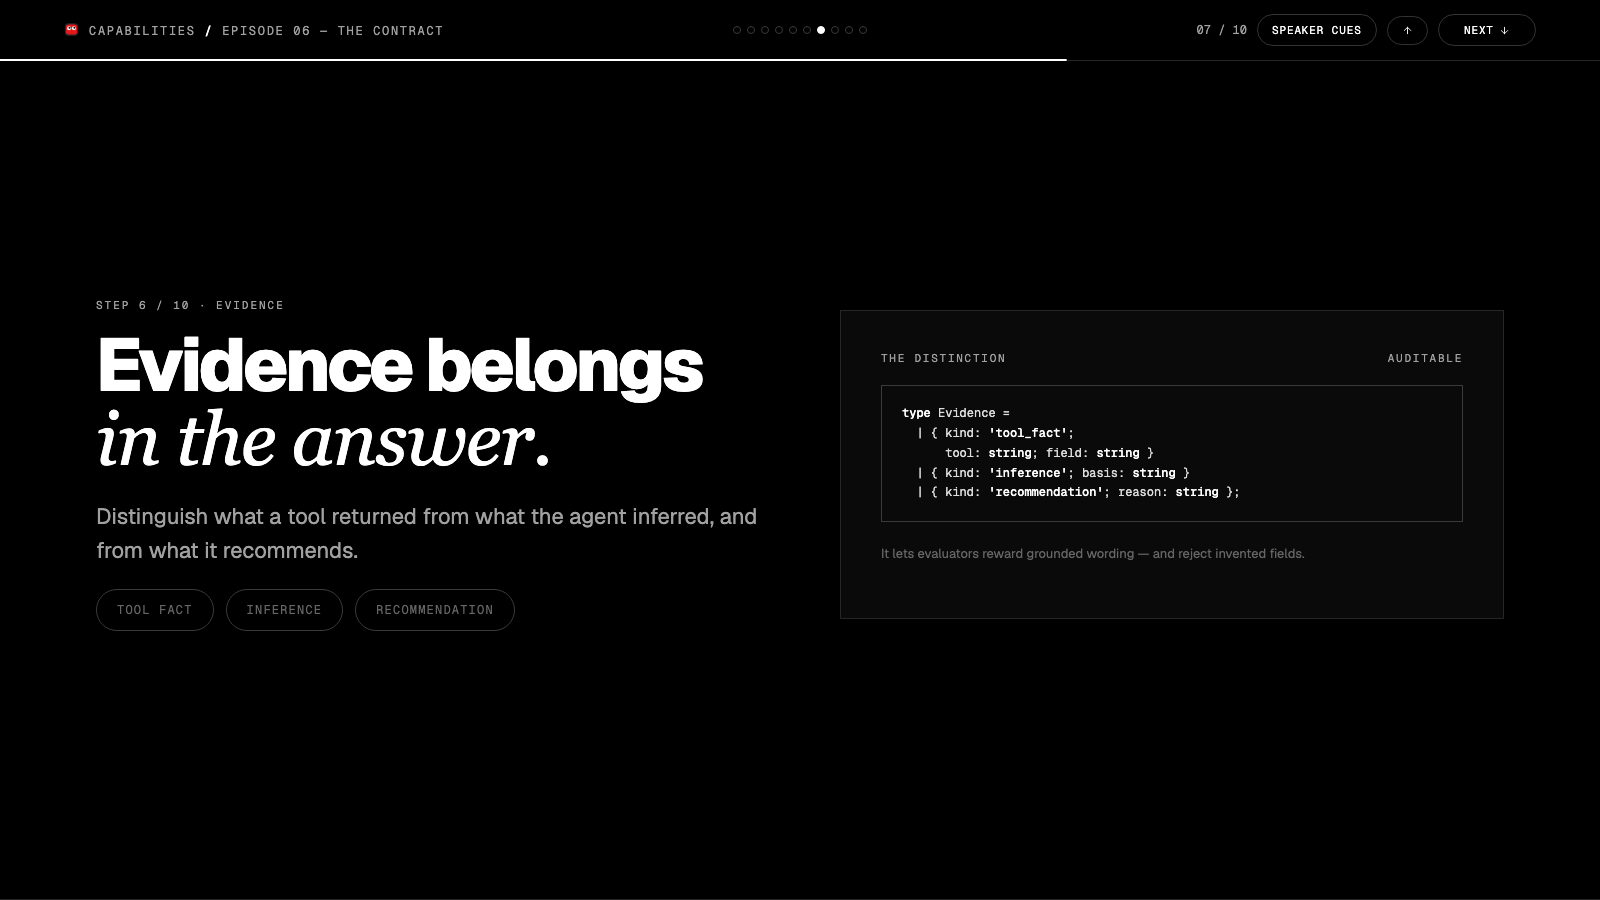 CAPABILITIES / EPISODE 06 — THE CONTRACT
07 / 10
SPEAKER CUES
↑
NEXT ↓
STEP 6 / 10 · EVIDENCE
Evidence belongs
in the answer.
Distinguish what a tool returned from what the agent inferred, and
from what it recommends.
TOOL FACT
INFERENCE
RECOMMENDATION
THE DISTINCTION
AUDITABLE
type Evidence =
  | { kind: 'tool_fact';
      tool: string; field: string }
  | { kind: 'inference'; basis: string }
  | { kind: 'recommendation'; reason: string };
It lets evaluators reward grounded wording — and reject invented fields.